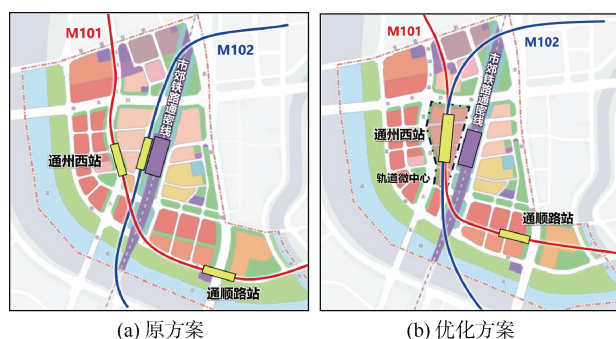 M101
M102
市郊铁路通密线
通州西站
通顺路站
(a) 原方案
M101
M102
市郊铁路通密线
通州西站
轨道微中心
通顺路站
(b) 优化方案